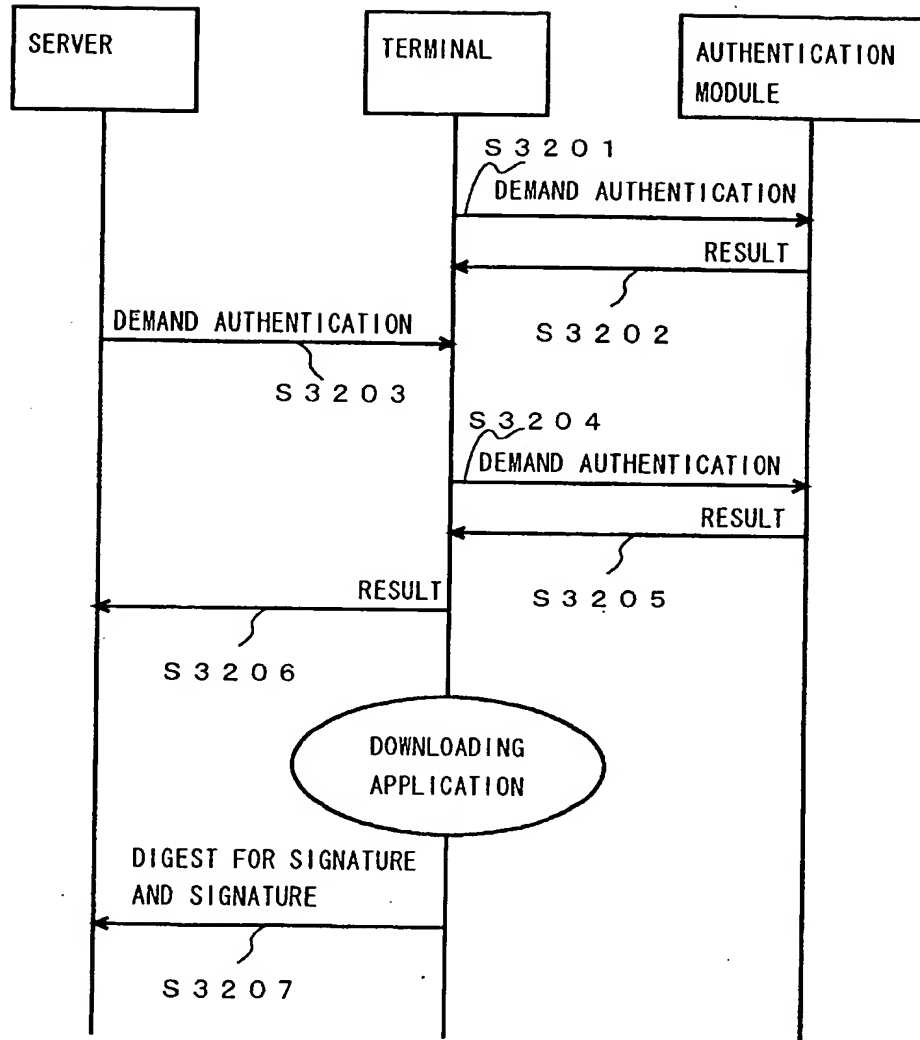 SERVER
TERMINAL
AUTHENTICATION
MODULE
S3201
DEMAND AUTHENTICATION
RESULT
S3202
DEMAND AUTHENTICATION
S3203
S3204
DEMAND AUTHENTICATION
RESULT
S3205
RESULT
S3206
DOWNLOADING
APPLICATION
DIGEST FOR SIGNATURE
AND SIGNATURE
S3207